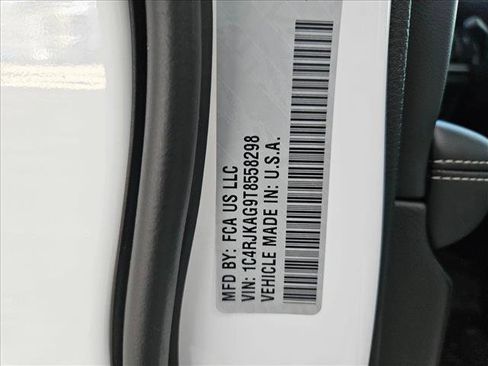 MFD BY: FCA US LLC
VIN: 1C4RJKAG9T8558298
VEHICLE MADE IN: U.S.A.